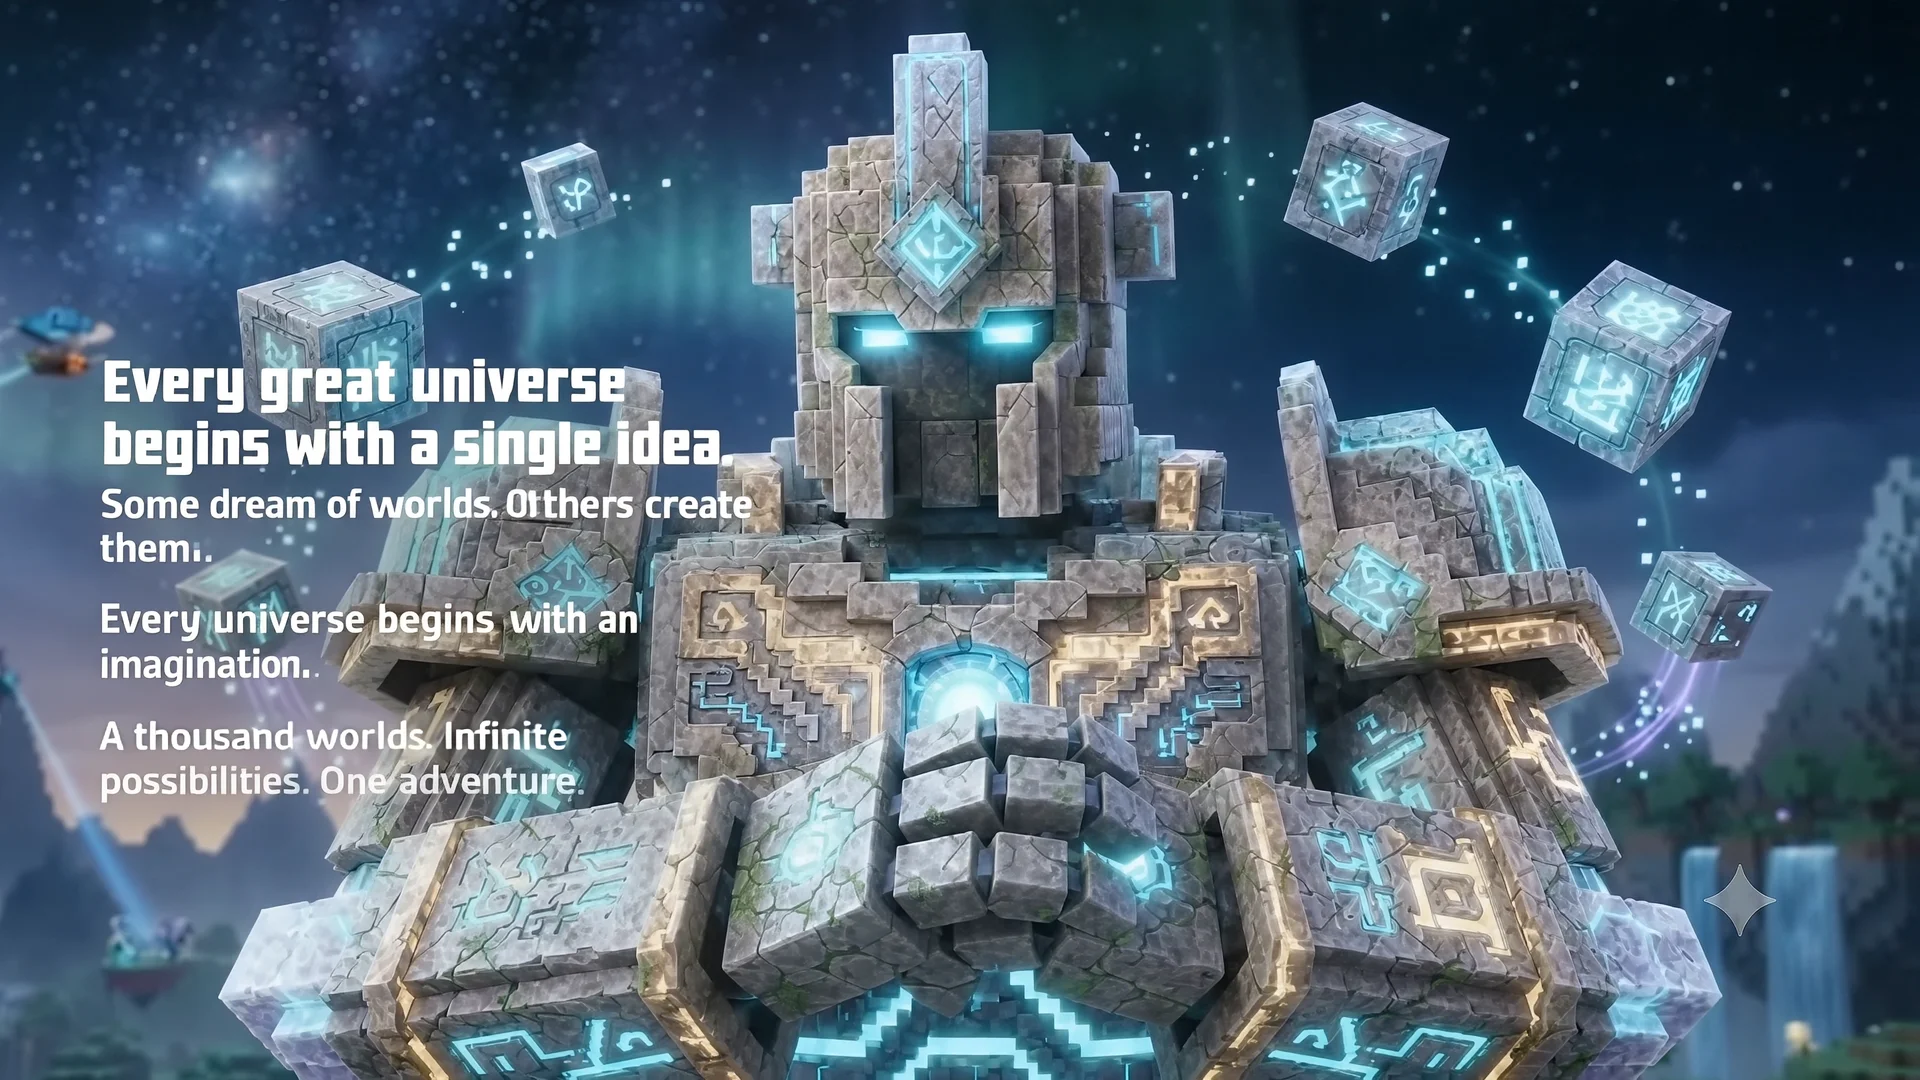 Every great universe
begins with a single idea.
Some dream of worlds. Otthers create
them..
Every universe begins with an
imagination..
A thousand worlds. Infinite
possibilities. One adventure.